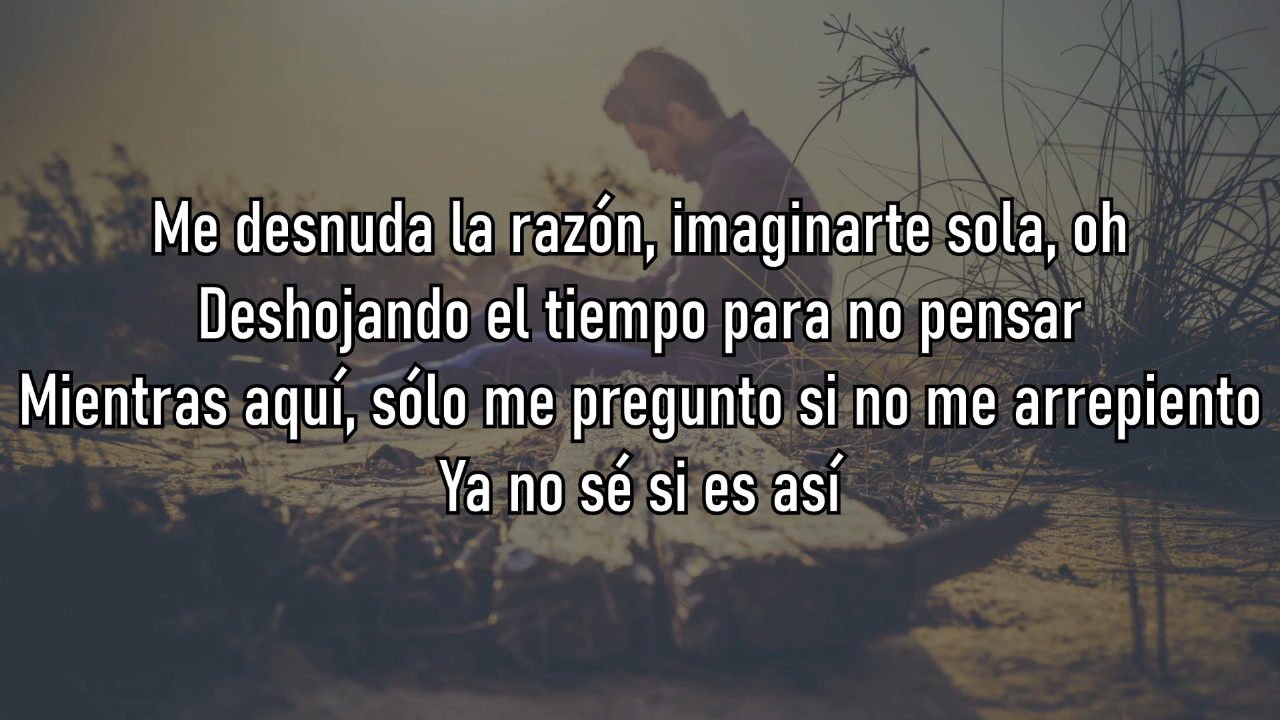 Me desnuda la razón, imaginarte sola, oh
Deshojando el tiempo para no pensar
Mientras aquí, sólo me pregunto si no me arrepiento
Ya no sé si es así